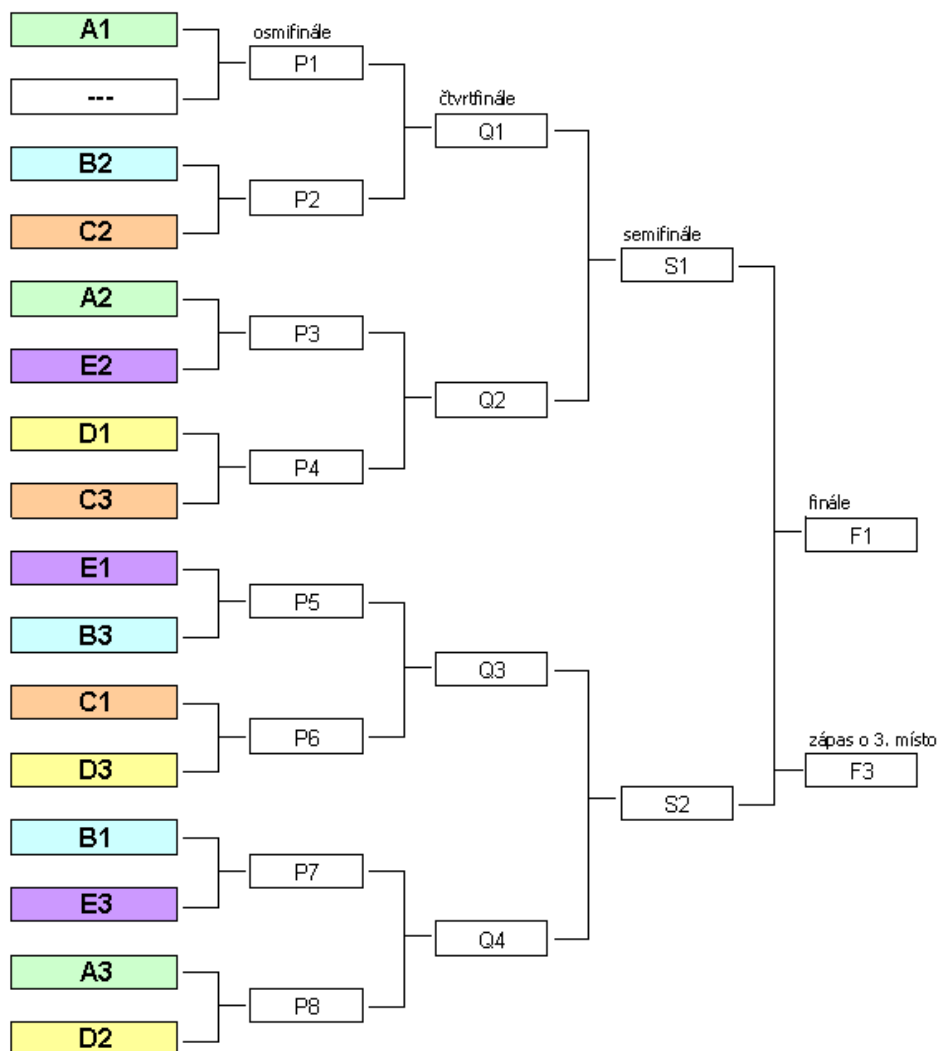 A1
---
B2
C2
A2
E2
D1
C3
E1
B3
C1
D3
B1
E3
A3
D2
osmifinále
P1
P2
P3
P4
P5
P6
P7
P8
čtvrtfinále
Q1
Q2
Q3
Q4
semifinále
S1
S2
finále
F1
zápas o 3. místo
F3